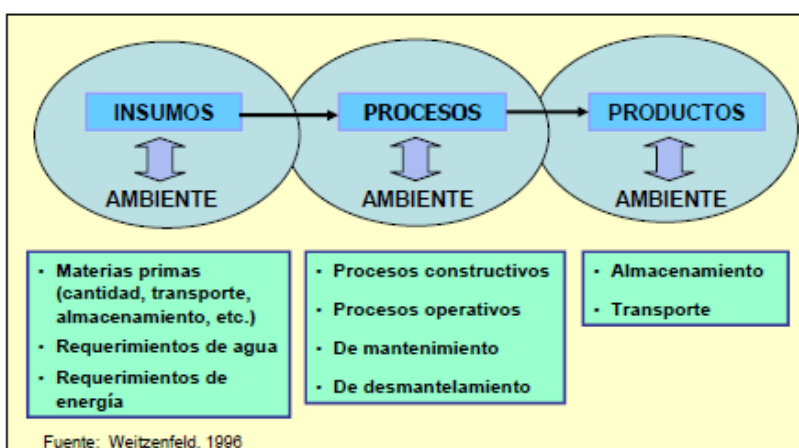 INSUMOS
PROCESOS
PRODUCTOS
AMBIENTE
AMBIENTE
AMBIENTE
· Materias primas
(cantidad, transporte,
almacenamiento, etc.)
· Requerimientos de agua
· Requerimientos de
energía
· Procesos constructivos
· Procesos operativos
· De mantenimiento
· De desmantelamiento
· Almacenamiento
· Transporte
Fuente: Weitzenfeld, 1996